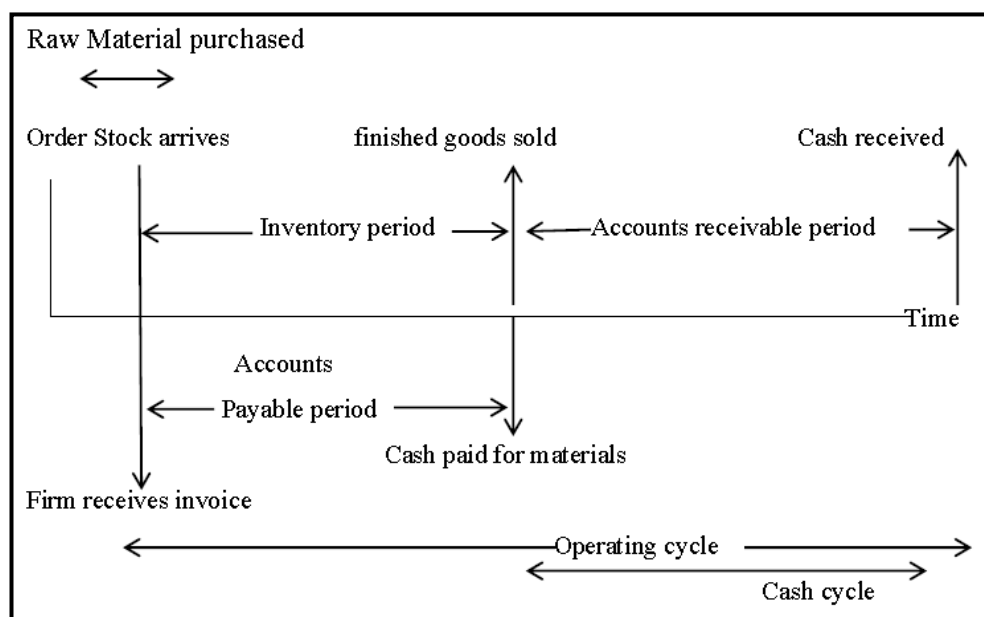 Raw Material purchased
Order Stock arrives
finished goods sold
Cash received
Inventory period
Accounts receivable period
Time
Accounts
Payable period
Cash paid for materials
Firm receives invoice
Operating cycle
Cash cycle